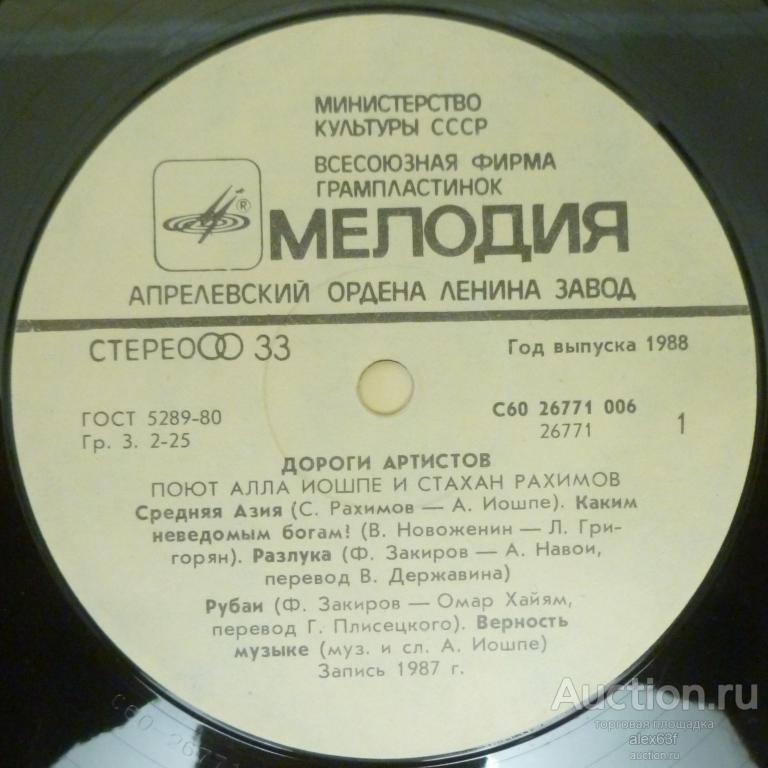 МИНИСТЕРСТВО
КУЛЬТУРЫ СССР
ВСЕСОЮЗНАЯ ФИРМА
ГРАМПЛАСТИНОК
®
МЕЛОДИЯ
АПРЕЛЕВСКИЙ ОРДЕНА ЛЕНИНА ЗАВОД
СТЕРЕО 33
Год выпуска 1988
ГОСТ 5289-80
Гр. 3. 2-25
С60 26771 006
26771
1
ДОРОГИ АРТИСТОВ
ПОЮТ АЛЛА ИОШПЕ И СТАХАН РАХИМОВ
Средняя Азия (С. Рахимов — А. Иошпе). Каким
неведомым богам? (В. Новоженин — Л. Гри-
горян). Разлука (Ф. Закиров — А. Навои,
перевод В. Державина)
Рубаи (Ф. Закиров — Омар Хайям,
перевод Г. Плисецкого). Верность
музыке (муз. и сл. А. Иошпе)
Запись 1987 г.
С60 26771
Auction.ru
торговая площадка
alex63f
auction.ru